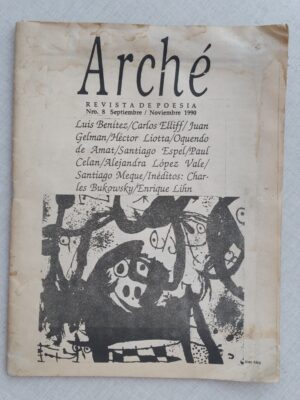 Arché
REVISTA DE POESIA
Nro. 8 Septiembre / Noviembre 1990
Luis Benítez/Carlos Elliff/Juan
Gelman/Héctor Liotta/Oquendo
de Amat/Santiago Espel/Paul
Celan/Alejandra López Vale/
Santiago Meque/Inéditos: Char-
les Bukowsky/Enrique Lihn